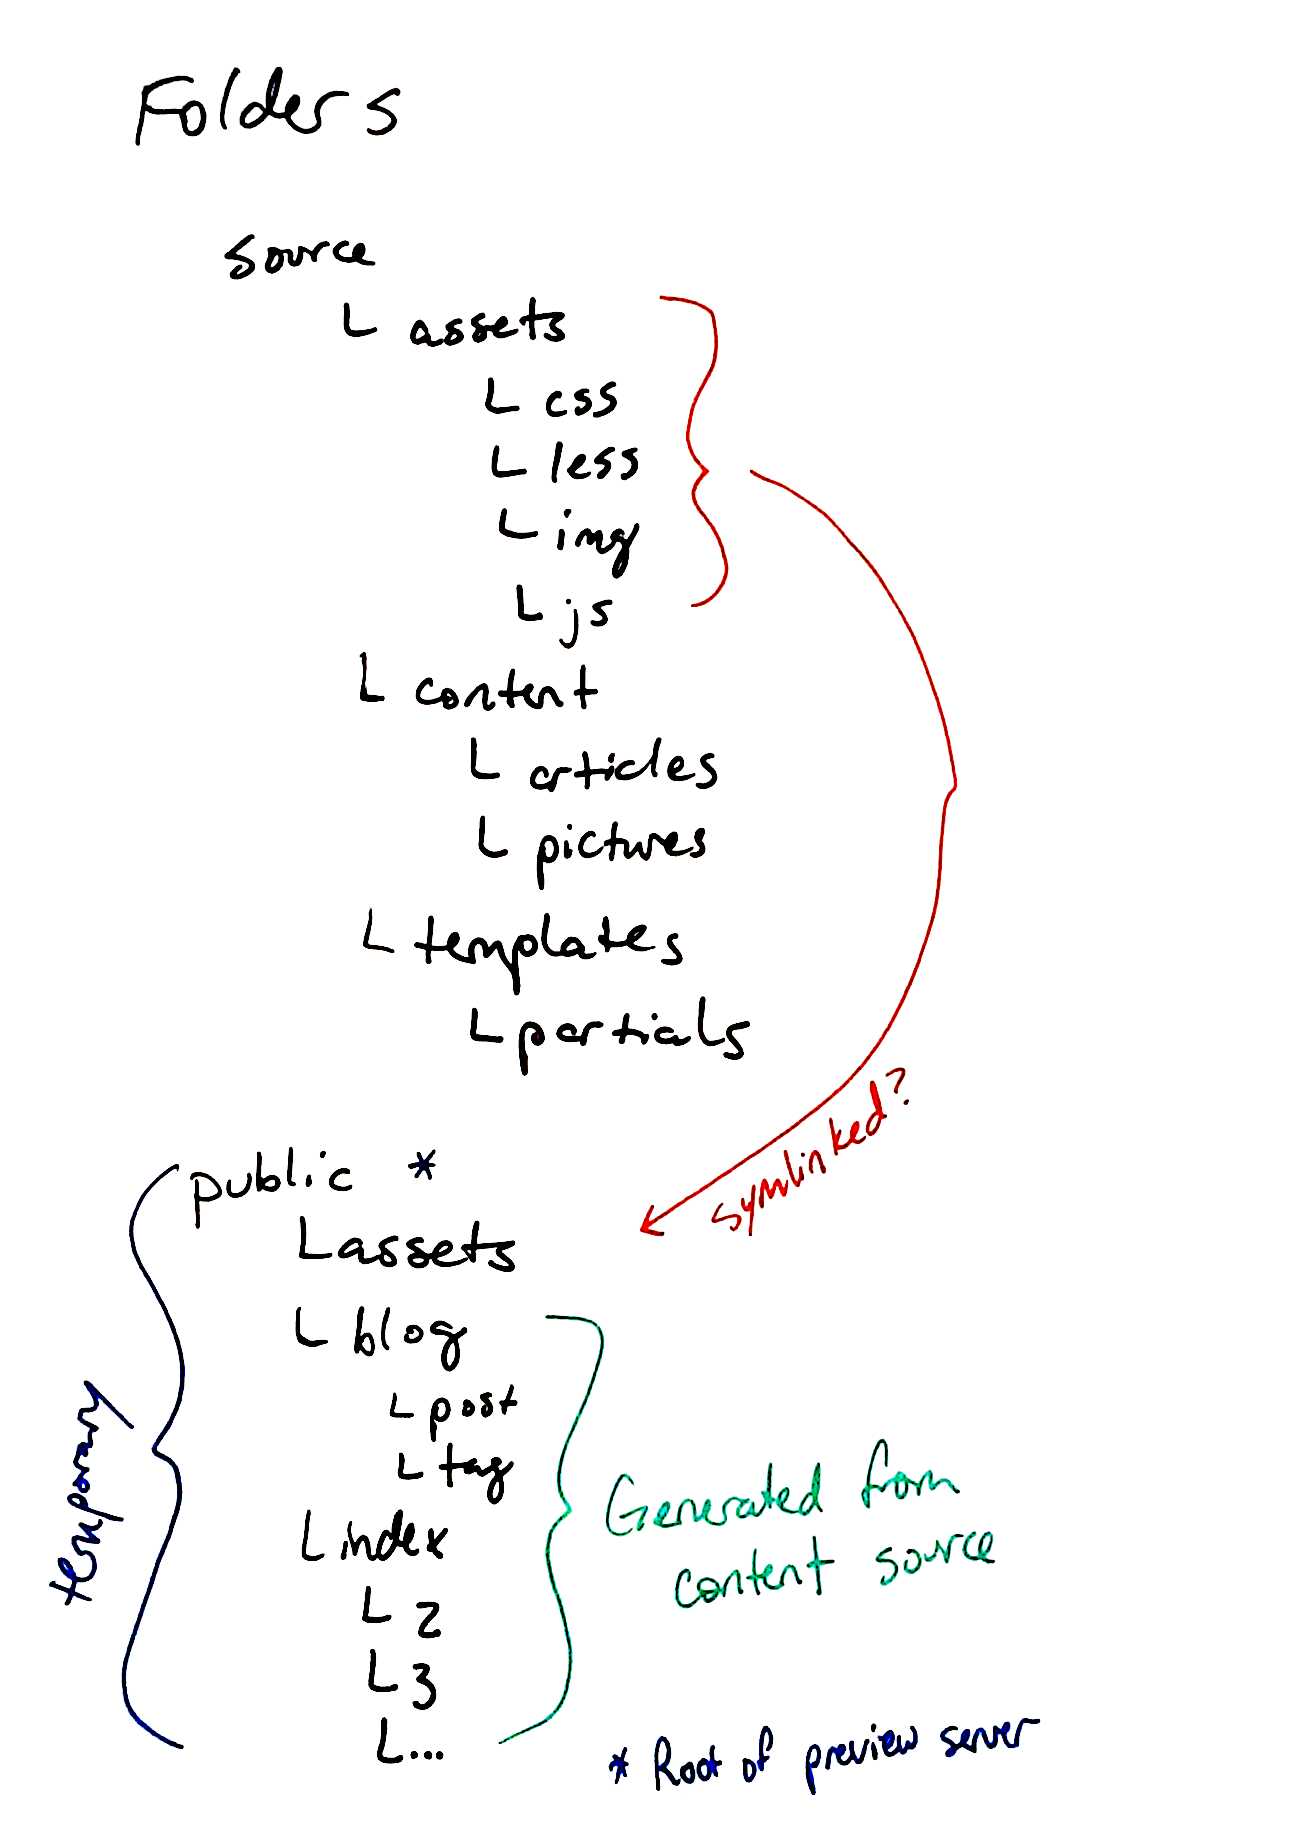 Folders
source
L assets
L css
L less
L img
L js
L content
L articles
L pictures
L templates
L partials
symlinked?
public *
L assets
L blog
L post
L tag
L index
L 2
L 3
L ...
temporary
Generated from
content source
* Root of preview server